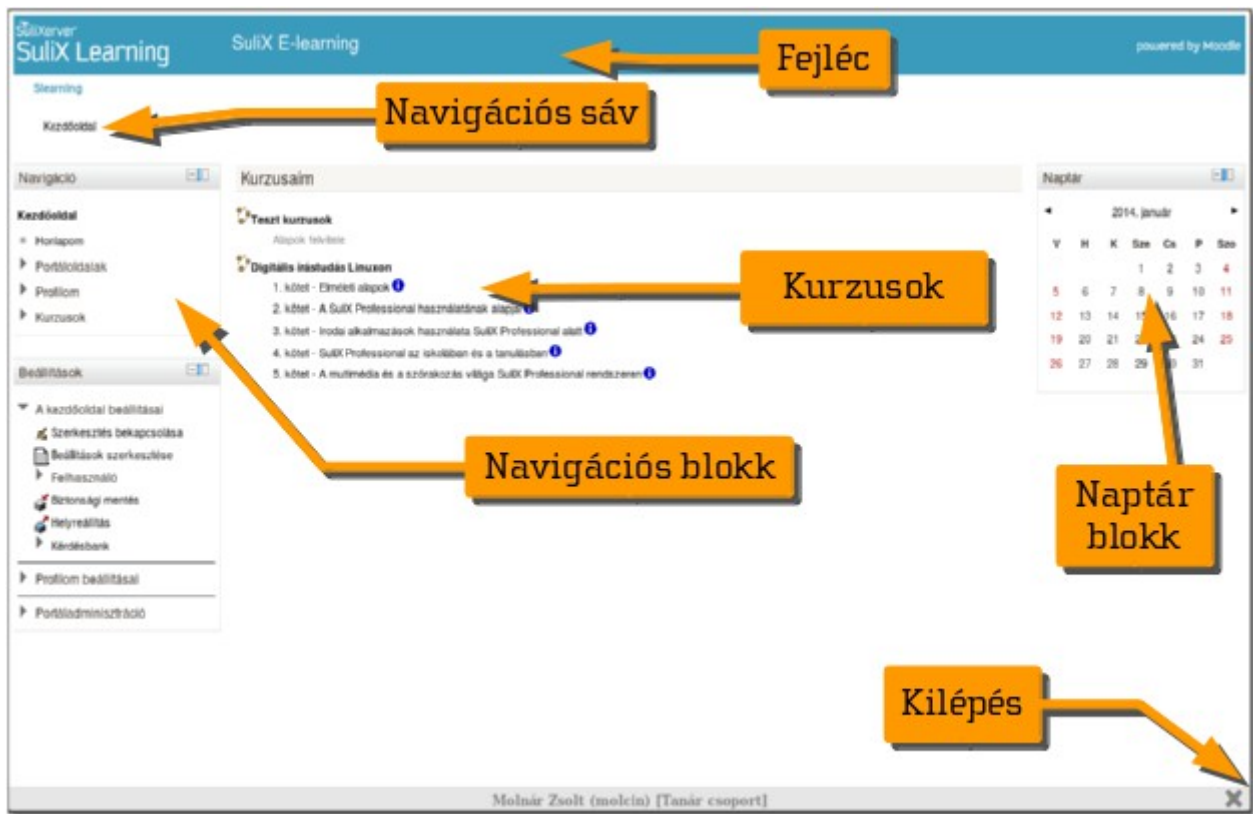 SuliXerver
SuliX Learning
SuliX E-learning
powered by Moodle
Fejléc
Slearning
Navigációs sáv
Kezdőoldal
Navigáció
Kezdőoldal
Honlapom
Portáloldalak
Profilom
Kurzusok
Beállítások
A kezdőoldal beállításai
Szerkesztés bekapcsolása
Beállítások szerkesztése
Felhasználó
Biztonsági mentés
Helyreállítás
Kérdésbank
Profilom beállításai
Portáladminisztráció
Kurzusaim
Teszt kurzusok
Alapok felvitele
Digitális írástudás Linuxon
1. kötet - Elméleti alapok
2. kötet - A SuliX Professional használatának alapjai
3. kötet - Irodai alkalmazások használata SuliX Professional alatt
4. kötet - SuliX Professional az iskolában és a tanulásban
5. kötet - A mutimédia és a szórakozás világa SuliX Professional rendszeren
Kurzusok
Navigációs blokk
Naptár
2014. január
V H K Sze Cs P Szo
1 2 3 4
5 6 7 8 9 10 11
12 13 14 15 16 17 18
19 20 21 24 25
26 27 28 29 31
Naptár
blokk
Kilépés
Molnár Zsolt (molcin) [Tanár csoport]